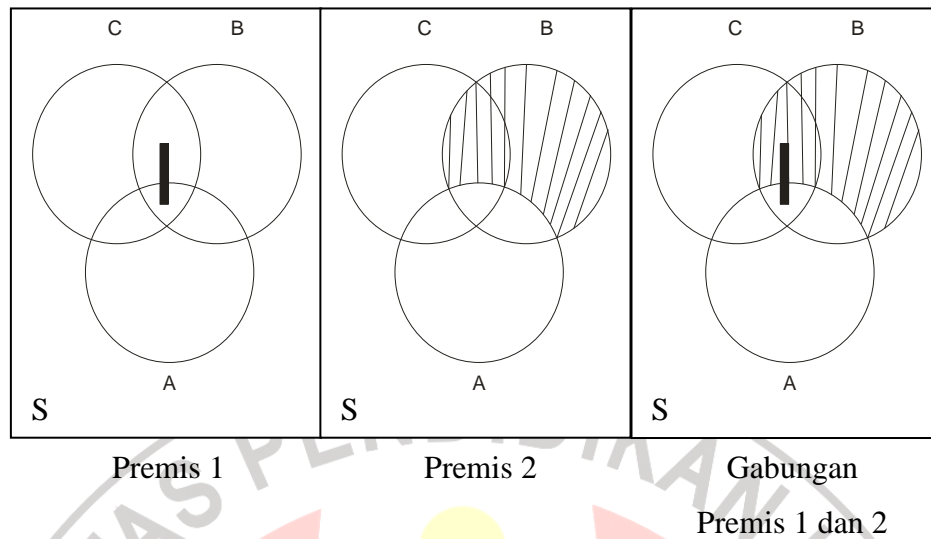 C B
A
S
C B
A
S
C B
A
S
Premis 1
Premis 2
Gabungan
Premis 1 dan 2